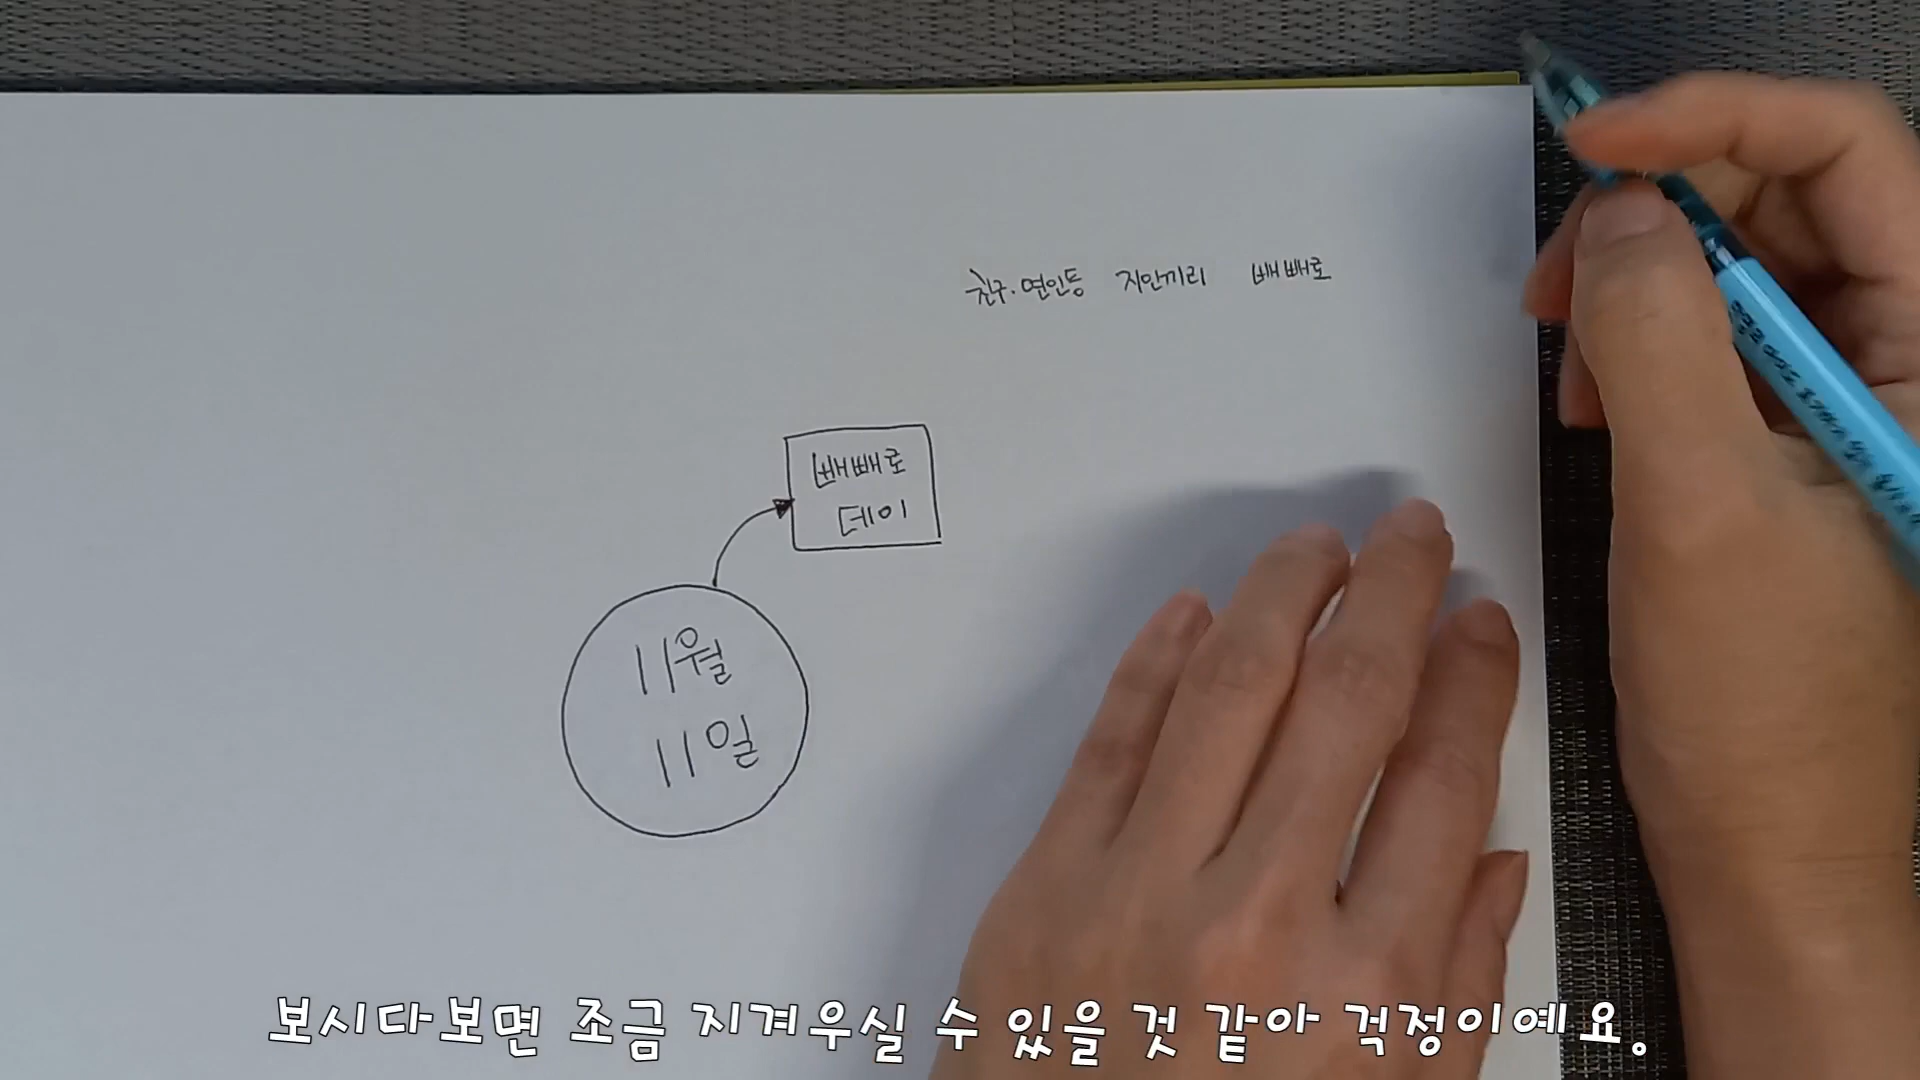 친구·연인등 지인끼리 빼빼로
빼빼로
데이
11월
11일
보시다보면 조금 지겨우실 수 있을 것 같아 걱정이예요.